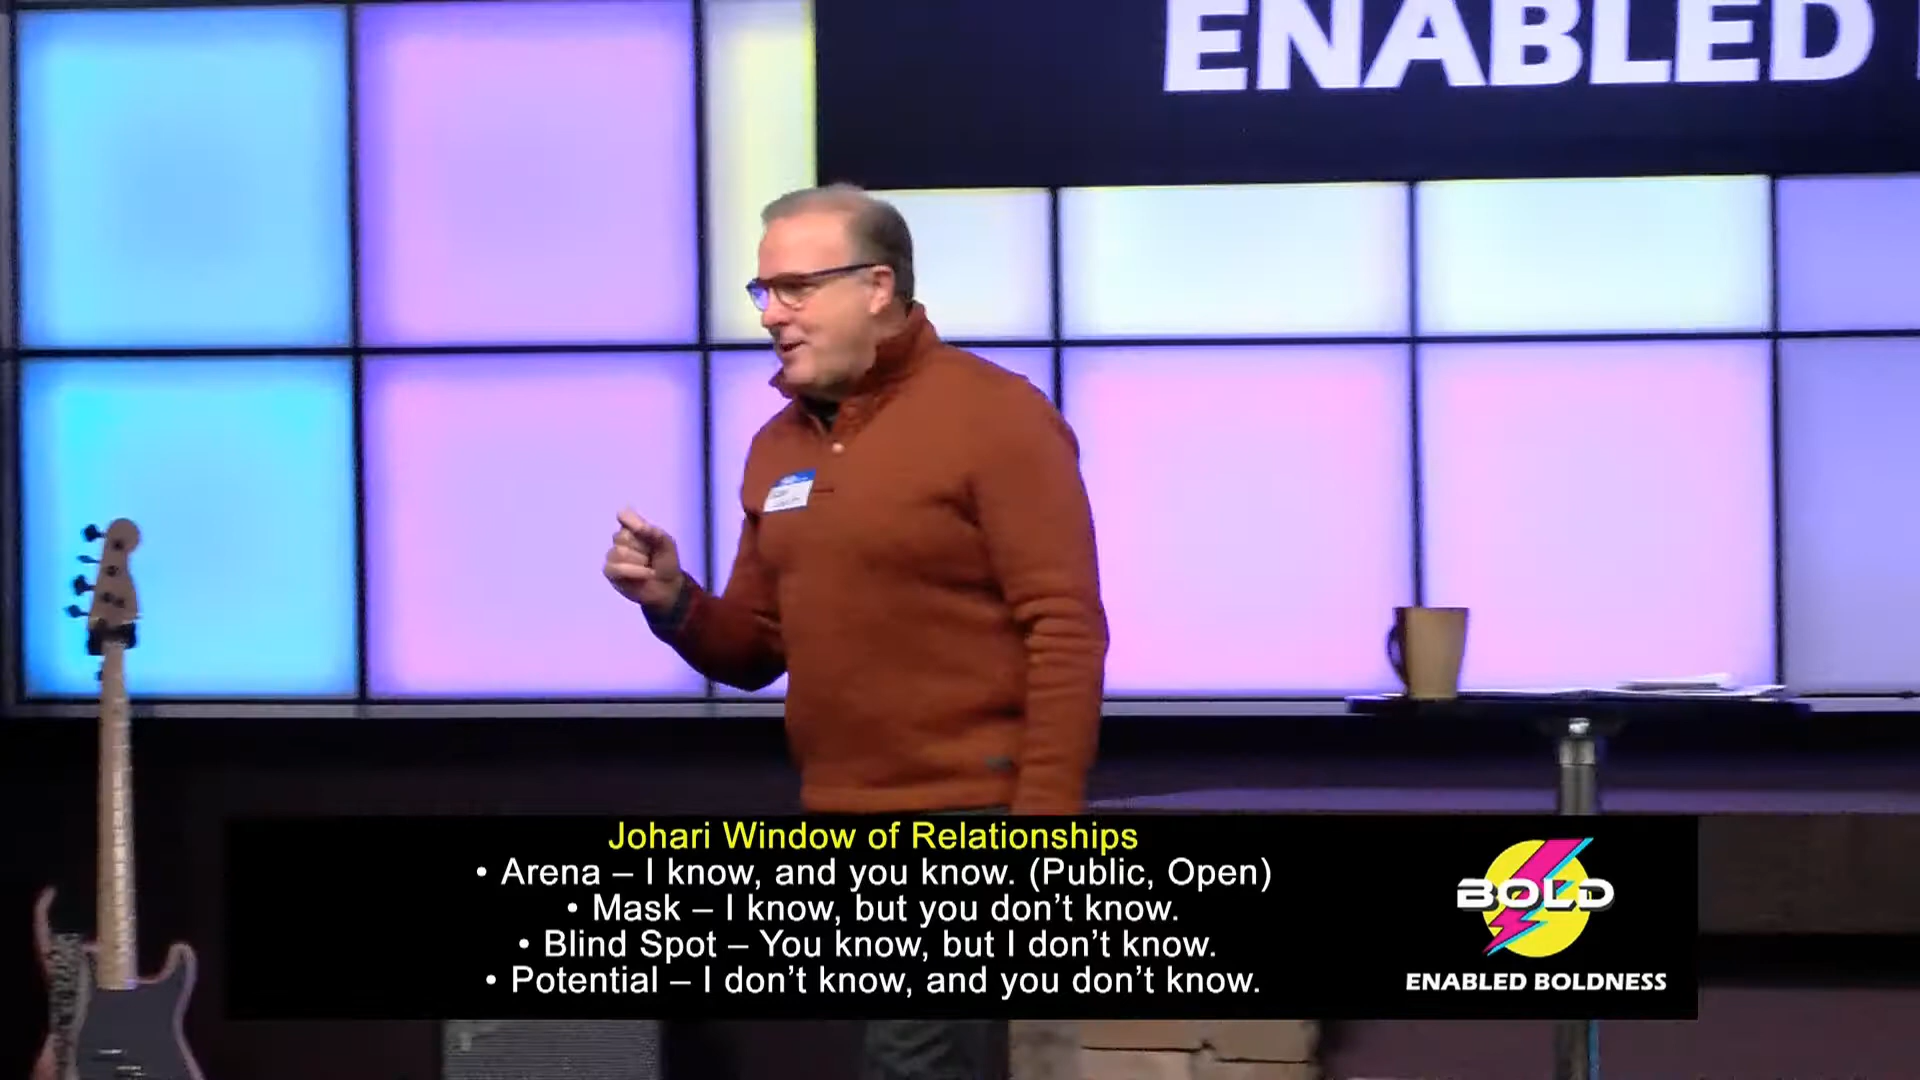 ENABLED
Johari Window of Relationships
• Arena – I know, and you know. (Public, Open)
• Mask – I know, but you don’t know.
• Blind Spot – You know, but I don’t know.
• Potential – I don’t know, and you don’t know.
BOLD
ENABLED BOLDNESS